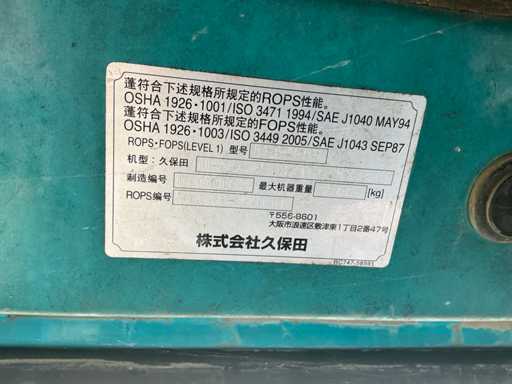 蓬符合下述规格所规定的ROPS性能。
OSHA 1926・1001/ISO 3471 1994/SAE J1040 MAY94
蓬符合下述规格所规定的FOPS性能。
OSHA 1926・1003/ISO 3449 2005/SAE J1043 SEP87
ROPS・FOPS(LEVEL 1) 型号
机型:久保田
制造编号 最大机器重量 [kg]
ROPS编号
〒556-8601
大阪市浪速区敷津東1丁目2番47号
株式会社久保田